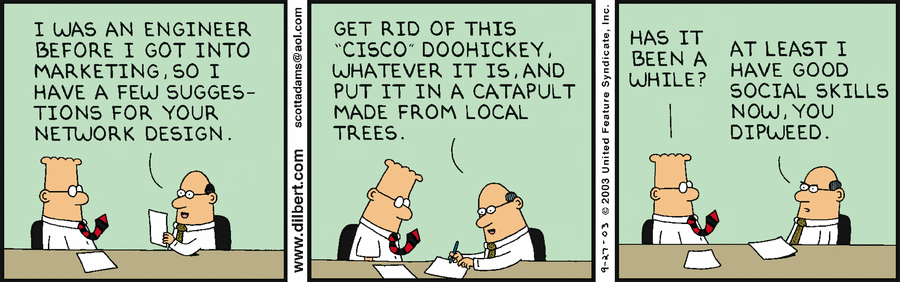 I WAS AN ENGINEER
BEFORE I GOT INTO
MARKETING, SO I
HAVE A FEW SUGGES-
TIONS FOR YOUR
NETWORK DESIGN.
www.dilbert.com scottadams@aol.com
GET RID OF THIS
"CISCO" DOOHICKEY,
WHATEVER IT IS, AND
PUT IT IN A CATAPULT
MADE FROM LOCAL
TREES.
9-27-03 © 2003 United Feature Syndicate, Inc.
HAS IT
BEEN A
WHILE?
AT LEAST I
HAVE GOOD
SOCIAL SKILLS
NOW, YOU
DIPWEED.